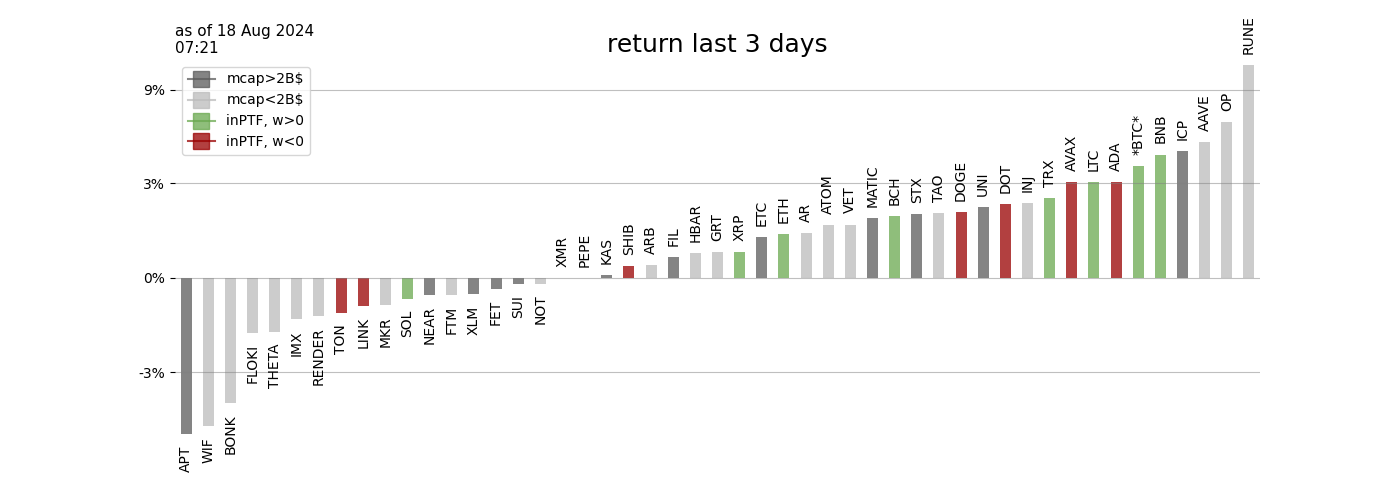 as of 18 Aug 2024
07:21
return last 3 days
mcap>2B$
mcap<2B$
inPTF, w>0
inPTF, w<0
9%
3%
0%
-3%
APT
WIF
BONK
FLOKI
THETA
IMX
RENDER
TON
LINK
MKR
SOL
NEAR
FTM
XLM
FET
SUI
NOT
XMR
PEPE
KAS
SHIB
ARB
FIL
HBAR
GRT
XRP
ETC
ETH
AR
ATOM
VET
MATIC
BCH
STX
TAO
DOGE
UNI
DOT
INJ
TRX
AVAX
LTC
ADA
*BTC*
BNB
ICP
AAVE
OP
RUNE